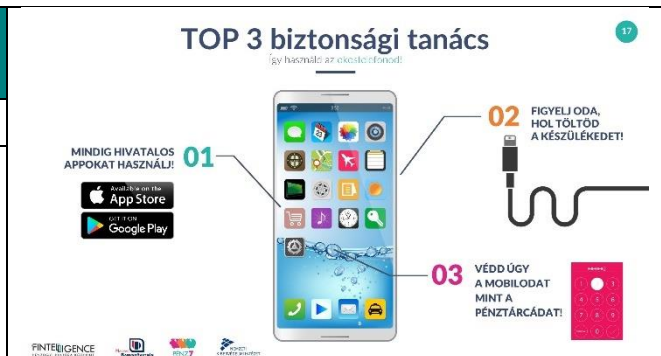 TOP 3 biztonsági tanács
17
Így használd az okostelefonod!
MINDIG HIVATALOS
APPOKAT HASZNÁLJ!
01
Available on the
App Store
GET IT ON
Google Play
02
FIGYELJ ODA,
HOL TÖLTÖD
A KÉSZÜLÉKEDET!
03
VÉDD ÚGY
A MOBILODAT
MINT A
PÉNZTÁRCÁDAT!
FINTELLIGENCE
PÉNZ7